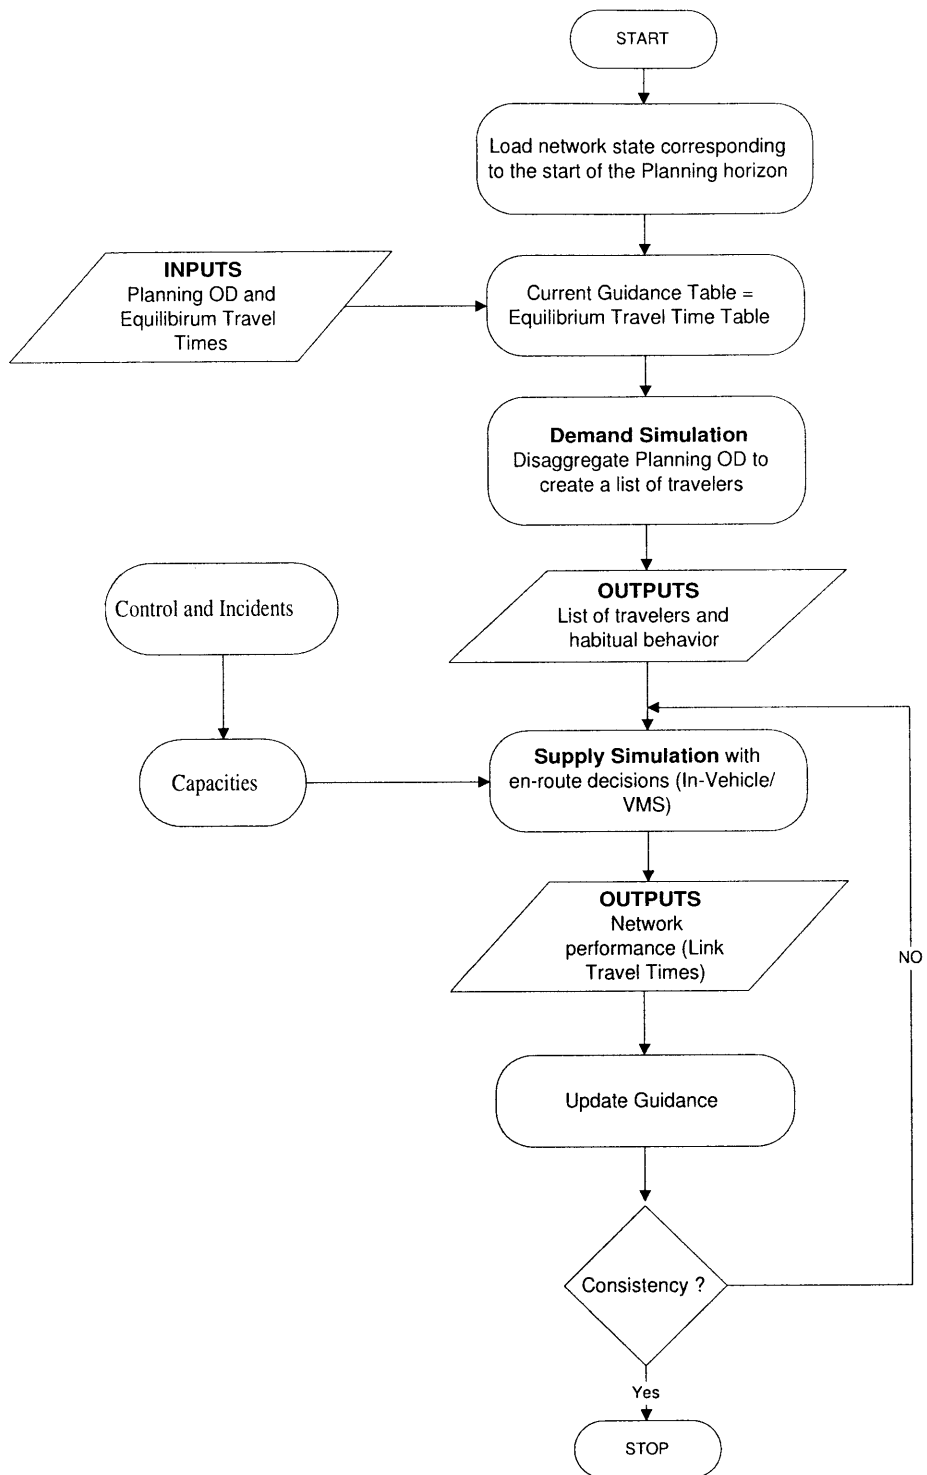 START
Load network state corresponding
to the start of the Planning horizon
INPUTS
Planning OD and
Equilibirum Travel
Times
Current Guidance Table =
Equilibrium Travel Time Table
Demand Simulation
Disaggregate Planning OD to
create a list of travelers
OUTPUTS
List of travelers and
habitual behavior
Control and Incidents
Capacities
Supply Simulation with
en-route decisions (In-Vehicle/
VMS)
OUTPUTS
Network
performance (Link
Travel Times)
NO
Update Guidance
Consistency ?
Yes
STOP